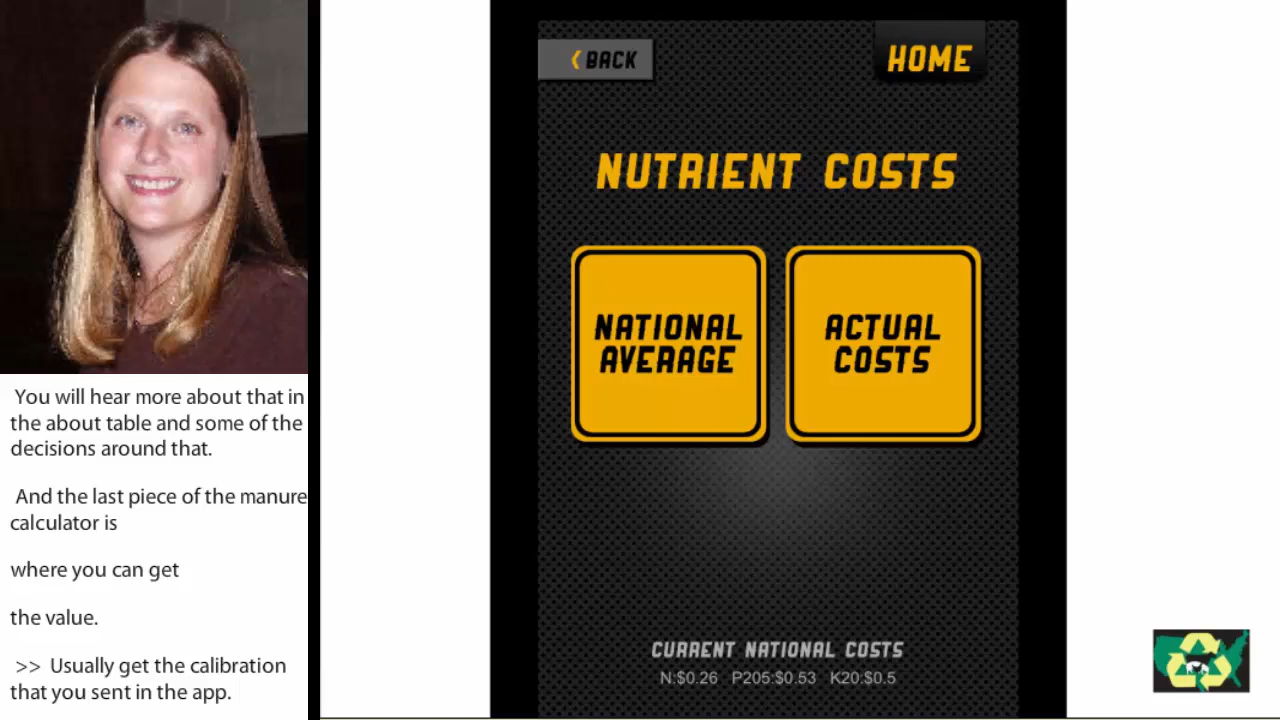 BACK
HOME
NUTRIENT COSTS
NATIONAL
AVERAGE
ACTUAL
COSTS
CURRENT NATIONAL COSTS
N:$0.26 P205:$0.53 K20:$0.5
You will hear more about that in
the about table and some of the
decisions around that.
And the last piece of the manure
calculator is
where you can get
the value.
>> Usually get the calibration
that you sent in the app.